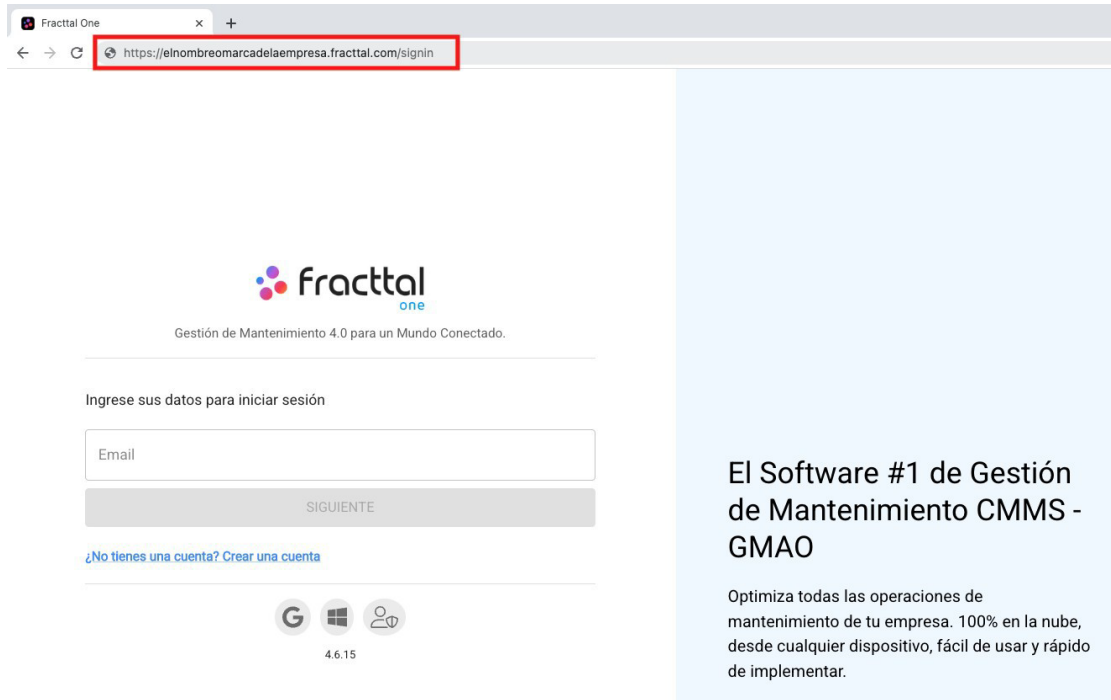 Fracttal One
https://elnombreomarcadelaempresa.fracttal.com/signin
fracttal
one
Gestión de Mantenimiento 4.0 para un Mundo Conectado.
Ingrese sus datos para iniciar sesión
Email
SIGUIENTE
¿No tienes una cuenta? Crear una cuenta
G
4.6.15
El Software #1 de Gestión
de Mantenimiento CMMS -
GMAO
Optimiza todas las operaciones de
mantenimiento de tu empresa. 100% en la nube,
desde cualquier dispositivo, fácil de usar y rápido
de implementar.